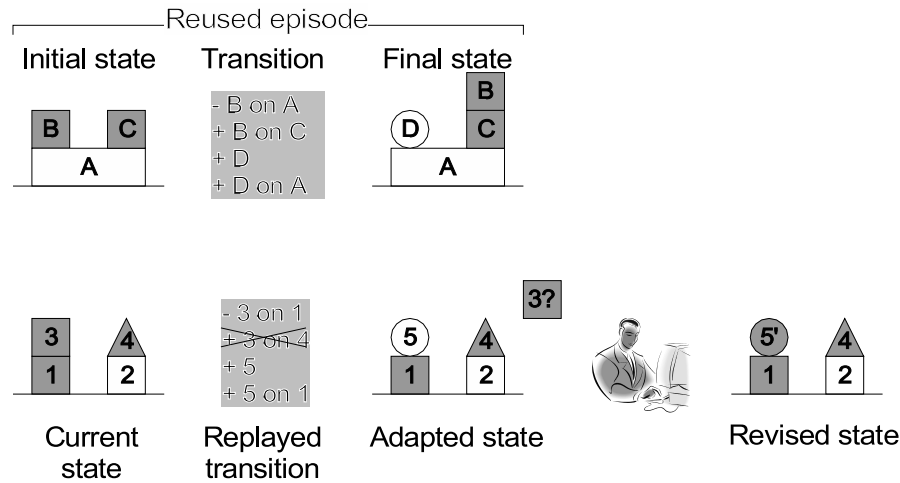 Reused episode
Initial state
Transition
Final state
B
C
A
- B on A
+ B on C
+ D
+ D on A
B
D
C
A
3
4
1
2
- 3 on 1
+ 3 on 4
+ 5
+ 5 on 1
3?
5
4
1
2
5'
4
1
2
Current
state
Replayed
transition
Adapted state
Revised state